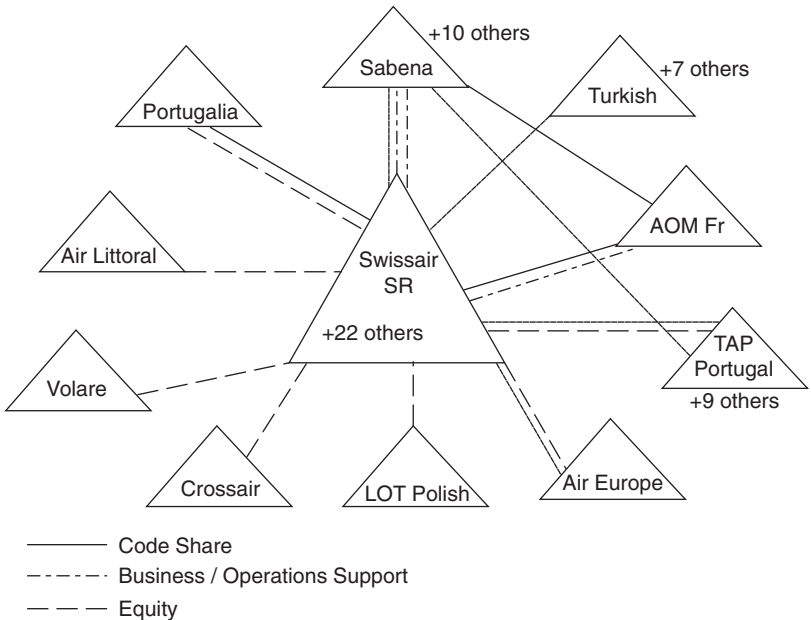 +10 others
Sabena
+7 others
Turkish
Portugalia
AOM Fr
Air Littoral
Swissair
SR
+22 others
TAP
Portugal
+9 others
Volare
Crossair
LOT Polish
Air Europe
Code Share
Business / Operations Support
Equity